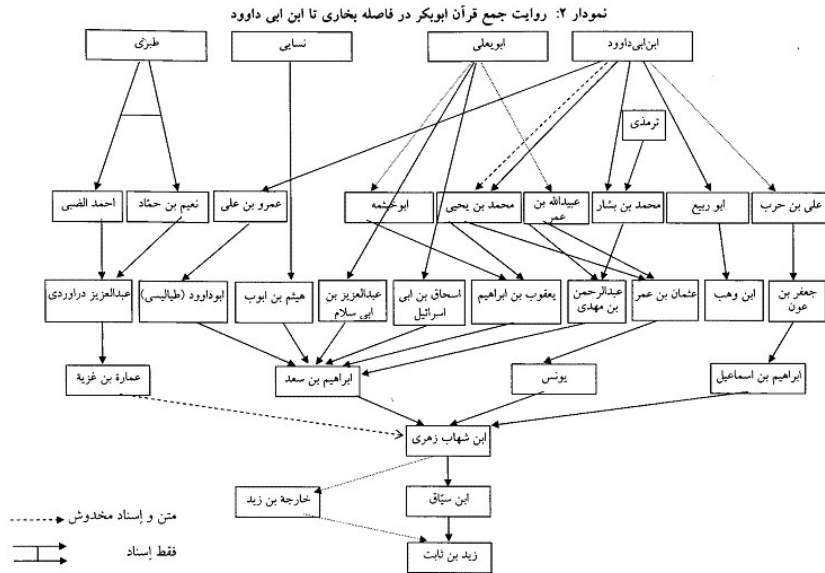 نمودار ۲: روایت جمع قرآن ابوبکر در فاصله بخاری تا ابن ابی داوود
ابن‌ابی‌داوود
ابویعلی
نسایی
طبری
ترمذی
علی بن حرب
ابو ربیع
محمد بن بشار
عبیدالله بن
عمر
محمد بن یحیی
ابوخیثمه
عمرو بن علی
نعیم بن حمّاد
احمد الضبی
جعفر بن
عون
ابن وهب
عثمان بن عمر
عبدالرحمن
بن مهدی
یعقوب بن ابراهیم
اسحاق بن ابی
اسرائیل
عبدالعزیز بن
ابی سلام
هیثم بن ایوب
ابوداوود (طیالیسی)
عبدالعزیز دراوردی
ابراهیم بن اسماعیل
یونس
ابراهیم بن سعد
عمارة بن غزیة
ابن شهاب زهری
ابن سبّاق
خارجة بن زید
زید بن ثابت
متن و إسناد مخدوش
فقط إسناد